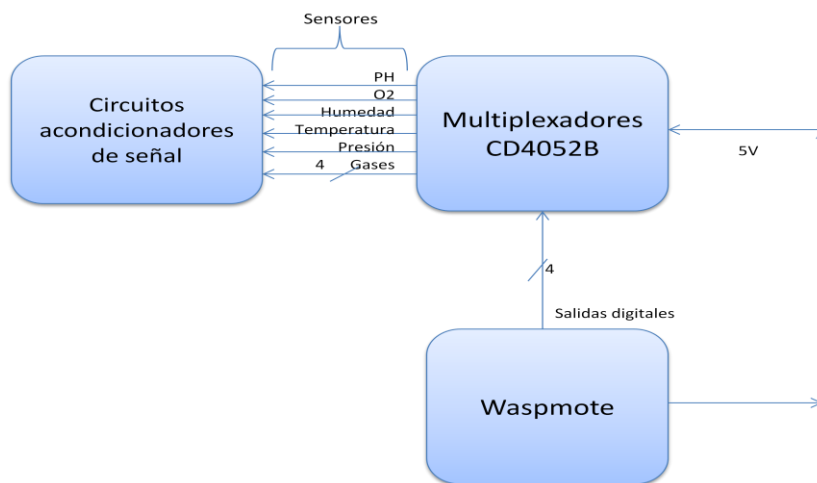 Sensores
Circuitos
acondicionadores
de señal
PH
O2
Humedad
Temperatura
Presión
4 Gases
Multiplexadores
CD4052B
5V
4
Salidas digitales
Waspmote